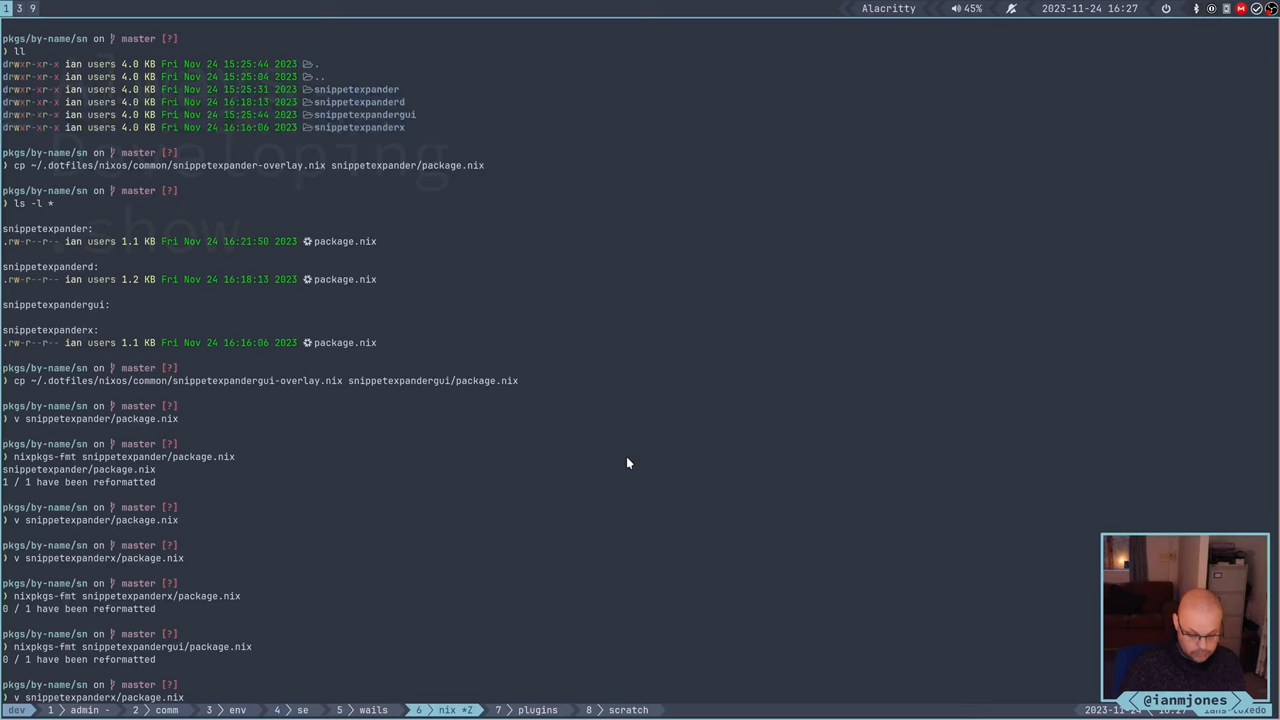 1 3 9
Alacritty 45% 2023-11-24 16:27
pkgs/by-name/sn on master [?]
❯ ll
drwxr-xr-x ian users 4.0 KB Fri Nov 24 15:25:44 2023 .
drwxr-xr-x ian users 4.0 KB Fri Nov 24 15:25:04 2023 ..
drwxr-xr-x ian users 4.0 KB Fri Nov 24 15:25:31 2023 snippetexpander
drwxr-xr-x ian users 4.0 KB Fri Nov 24 16:18:13 2023 snippetexpanderd
drwxr-xr-x ian users 4.0 KB Fri Nov 24 15:25:44 2023 snippetexpandergui
drwxr-xr-x ian users 4.0 KB Fri Nov 24 16:16:06 2023 snippetexpanderx
Developing
pkgs/by-name/sn on master [?]
❯ cp ~/.dotfiles/nixos/common/snippetexpander-overlay.nix snippetexpander/package.nix
pkgs/by-name/sn on master [?]
❯ ls -l *
show
snippetexpander:
.rw-r--r-- ian users 1.1 KB Fri Nov 24 16:21:50 2023 package.nix
snippetexpanderd:
.rw-r--r-- ian users 1.2 KB Fri Nov 24 16:18:13 2023 package.nix
snippetexpandergui:
snippetexpanderx:
.rw-r--r-- ian users 1.1 KB Fri Nov 24 16:16:06 2023 package.nix
pkgs/by-name/sn on master [?]
❯ cp ~/.dotfiles/nixos/common/snippetexpandergui-overlay.nix snippetexpandergui/package.nix
pkgs/by-name/sn on master [?]
❯ v snippetexpander/package.nix
pkgs/by-name/sn on master [?]
❯ nixpkgs-fmt snippetexpander/package.nix
snippetexpander/package.nix
1 / 1 have been reformatted
pkgs/by-name/sn on master [?]
❯ v snippetexpander/package.nix
pkgs/by-name/sn on master [?]
❯ v snippetexpanderx/package.nix
pkgs/by-name/sn on master [?]
❯ nixpkgs-fmt snippetexpanderx/package.nix
0 / 1 have been reformatted
pkgs/by-name/sn on master [?]
❯ nixpkgs-fmt snippetexpandergui/package.nix
0 / 1 have been reformatted
pkgs/by-name/sn on master [?]
❯ v snippetexpanderx/package.nix
@ianmjones
dev 1 admin - 2 comm 3 env 4 se 5 wails 6 nix *Z 7 plugins 8 scratch